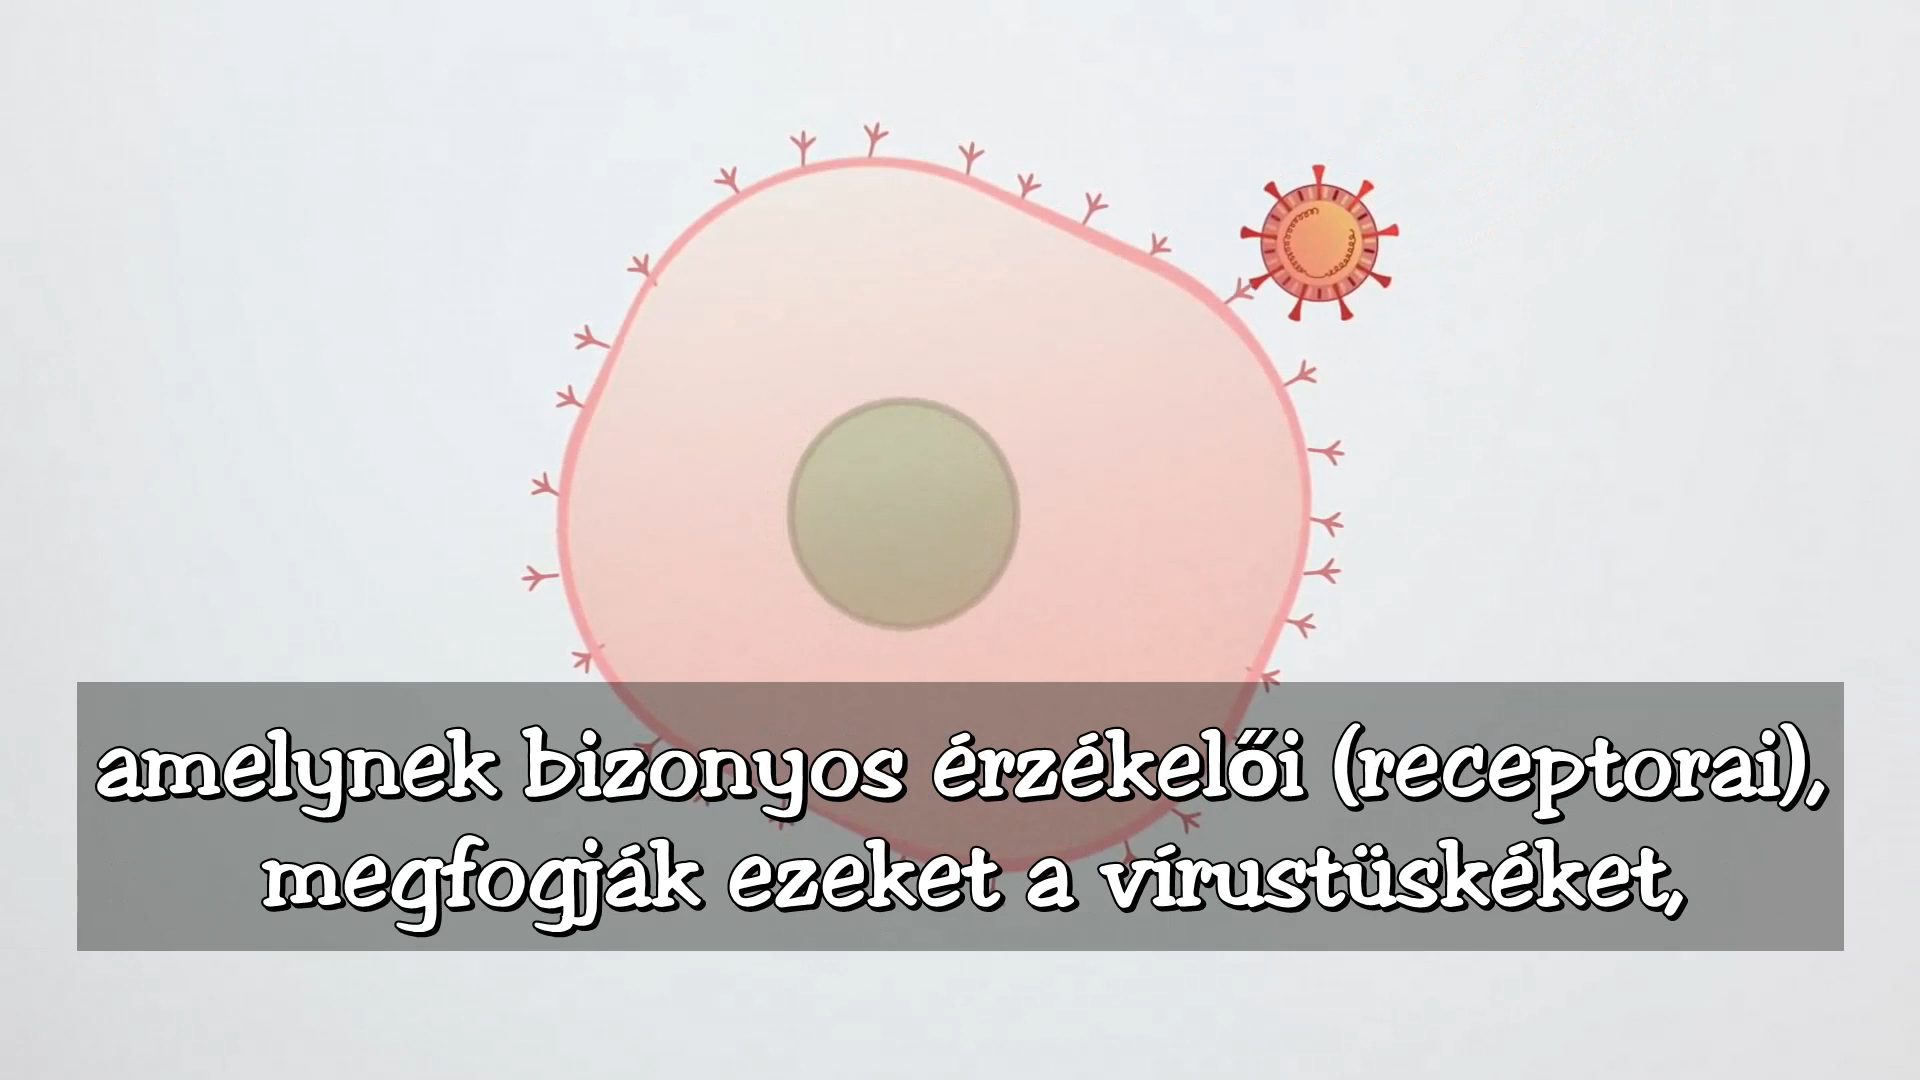 amelynek bizonyos érzékelői (receptorai),
megfogják ezeket a vírustüskéket,